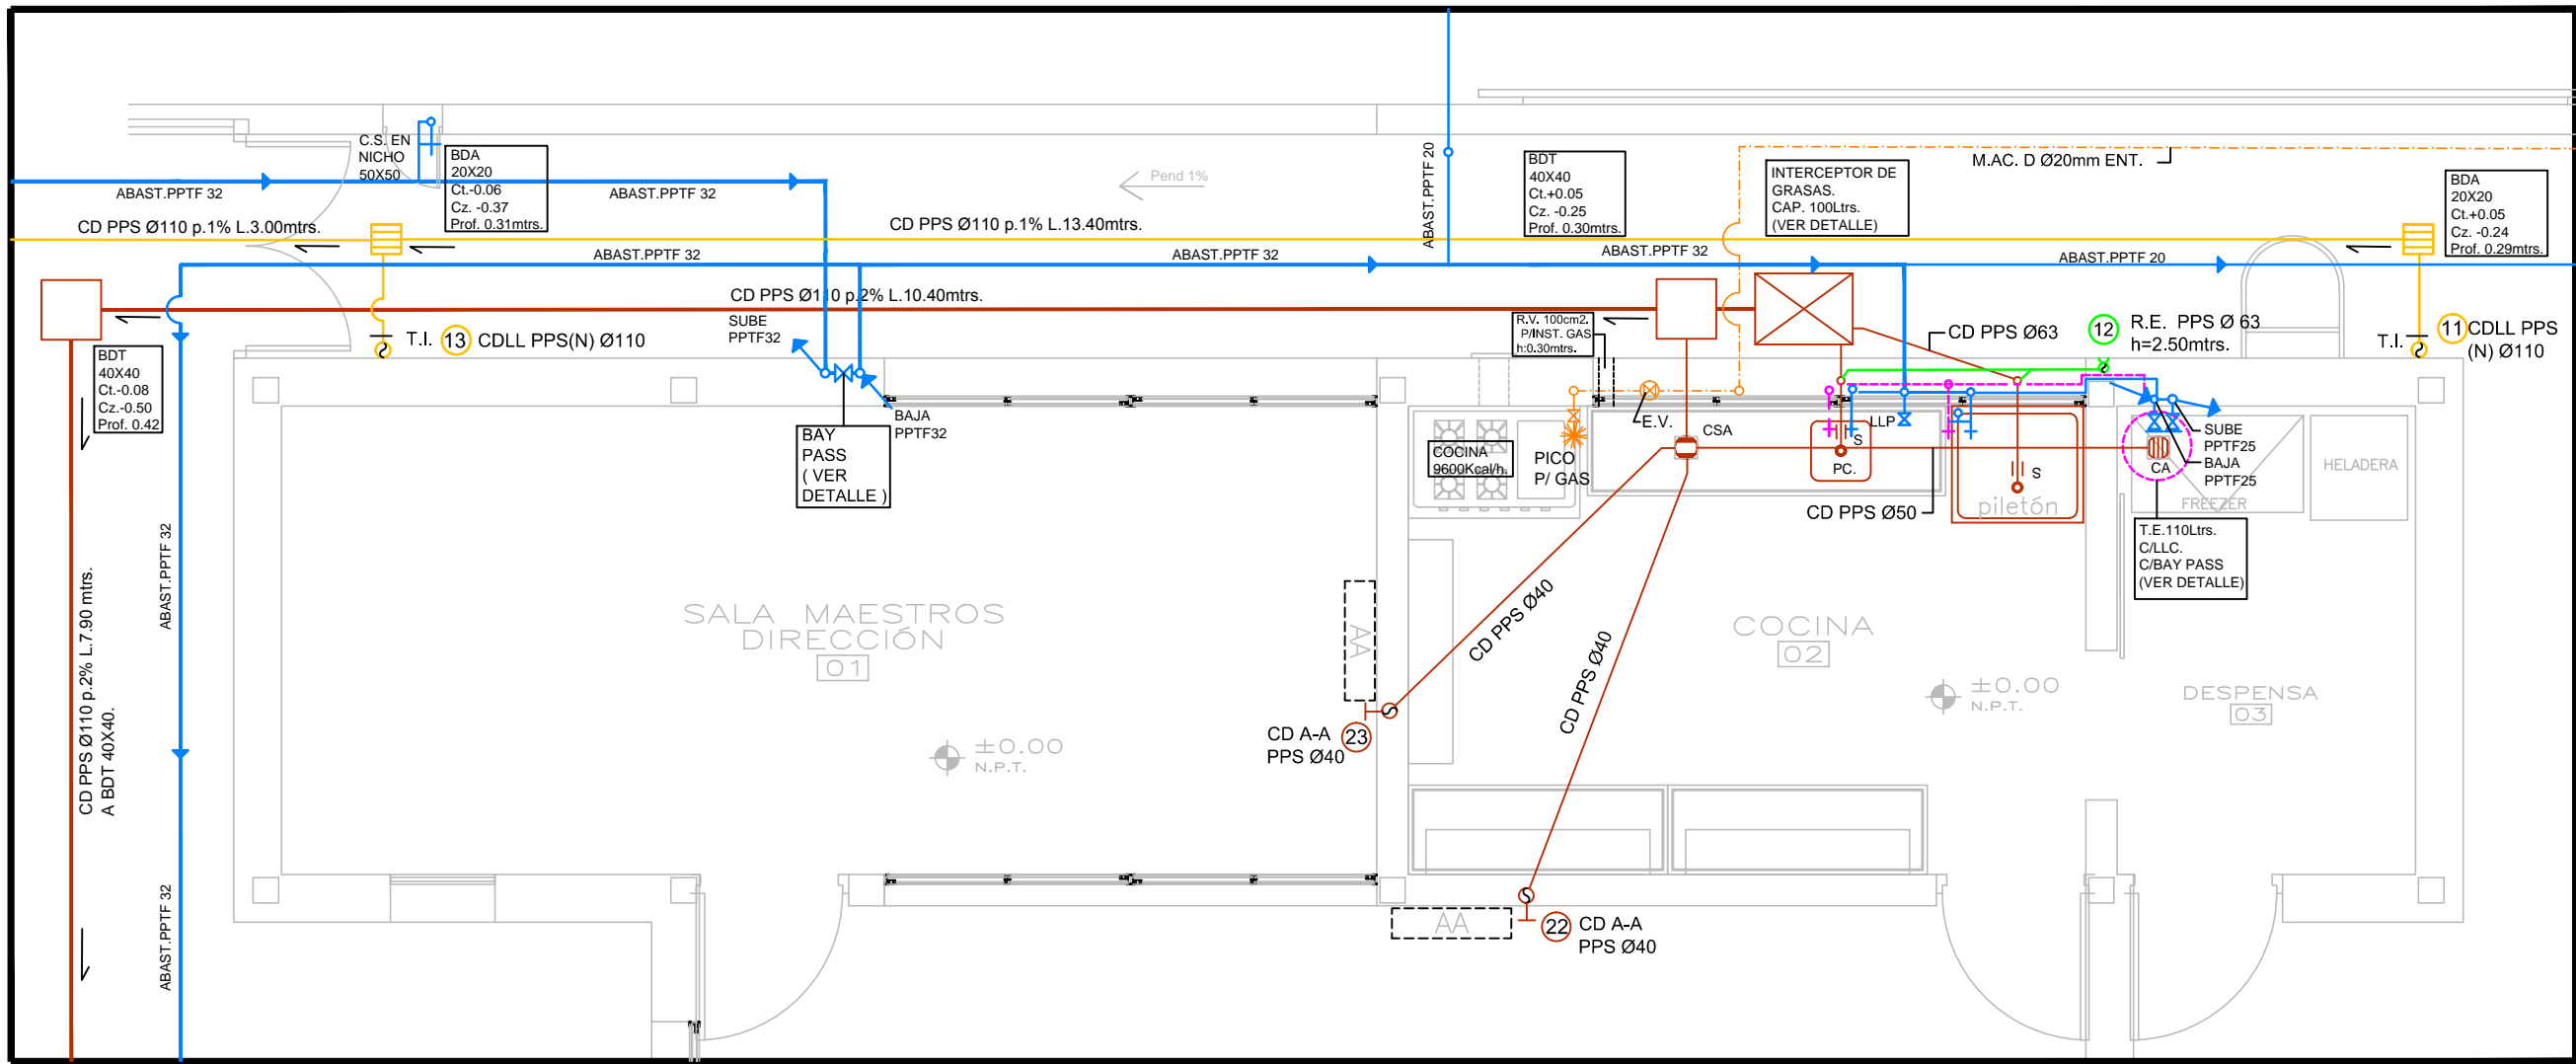 C.S. EN
NICHO
50X50
BDA
20X20
Ct.-0.06
Cz. -0.37
Prof. 0.31mtrs.
ABAST.PPTF 32
ABAST.PPTF 32
Pend 1%
ABAST.PPTF 20
BDT
40X40
Ct.+0.05
Cz. -0.25
Prof. 0.30mtrs.
INTERCEPTOR DE
GRASAS.
CAP. 100Ltrs.
(VER DETALLE)
M.AC. D Ø20mm ENT.
BDA
20X20
Ct.+0.05
Cz. -0.24
Prof. 0.29mtrs.
CD PPS Ø110 p.1% L.3.00mtrs.
CD PPS Ø110 p.1% L.13.40mtrs.
ABAST.PPTF 32
ABAST.PPTF 32
ABAST.PPTF 32
ABAST.PPTF 20
CD PPS Ø110 p.2% L.10.40mtrs.
SUBE
PPTF32
T.I.
13
CDLL PPS(N) Ø110
R.V. 100cm2.
P/INST. GAS
h:0.30mtrs.
CD PPS Ø63
12
R.E. PPS Ø 63
h=2.50mtrs.
T.I.
11
CDLL PPS
(N) Ø110
BDT
40X40
Ct.-0.08
Cz.-0.50
Prof. 0.42
BAJA
PPTF32
BAY
PASS
( VER
DETALLE )
E.V.
CSA
LLP
S
PC.
S
CA
SUBE
PPTF25
BAJA
PPTF25
HELADERA
FREEZER
COCINA
9600Kcal/h.
PICO
P/ GAS
CD PPS Ø50
piletón
T.E.110Ltrs.
C/LLC.
C/BAY PASS
(VER DETALLE)
ABAST.PPTF 32
CD PPS Ø110 p.2% L.7.90 mtrs.
A BDT 40X40.
SALA MAESTROS
DIRECCIÓN
01
AA
CD PPS Ø40
CD PPS Ø40
COCINA
02
±0.00
N.P.T.
DESPENSA
03
±0.00
N.P.T.
CD A-A
PPS Ø40
23
ABAST.PPTF 32
AA
22
CD A-A
PPS Ø40